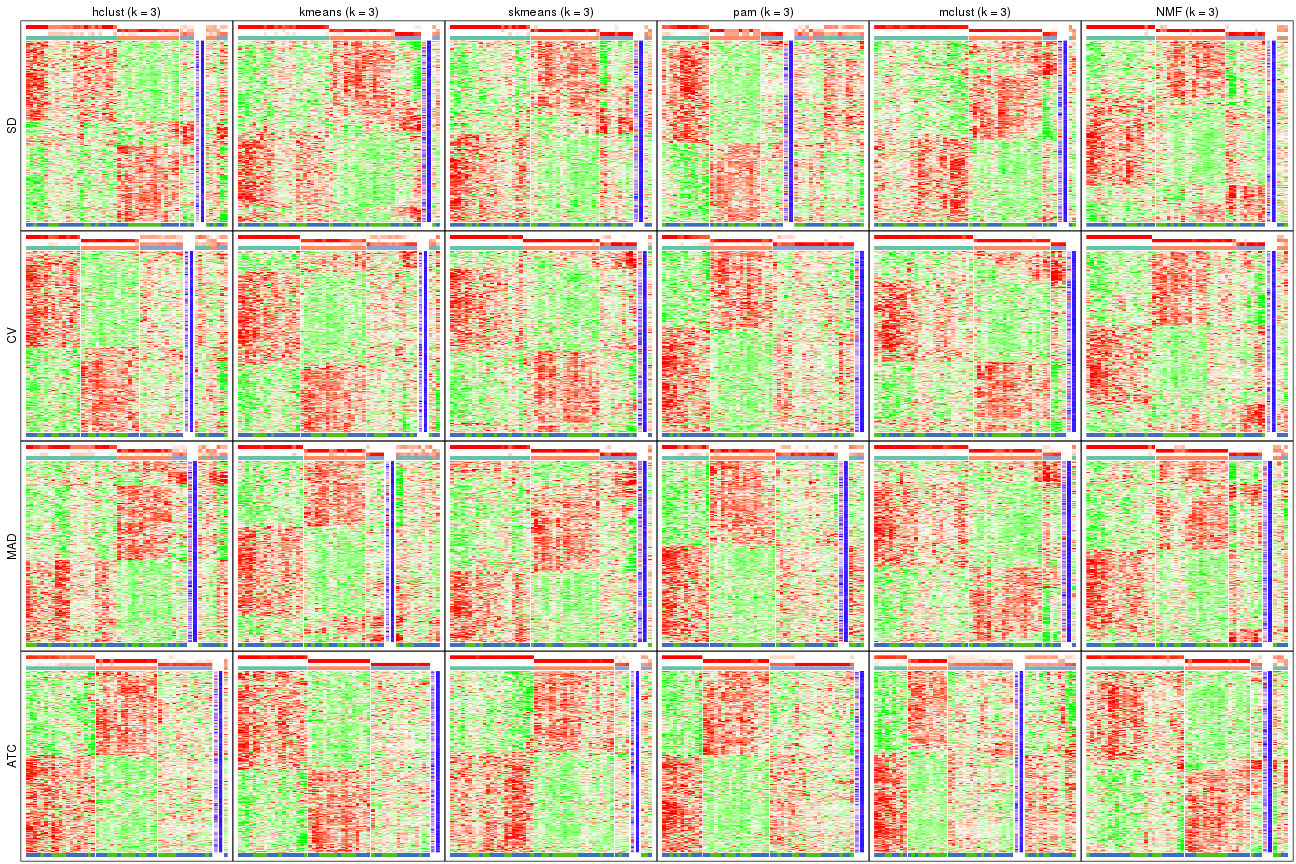 hclust (k = 3) kmeans (k = 3) skmeans (k = 3) pam (k = 3) mclust (k = 3) NMF (k = 3)
SD
CV
MAD
ATC